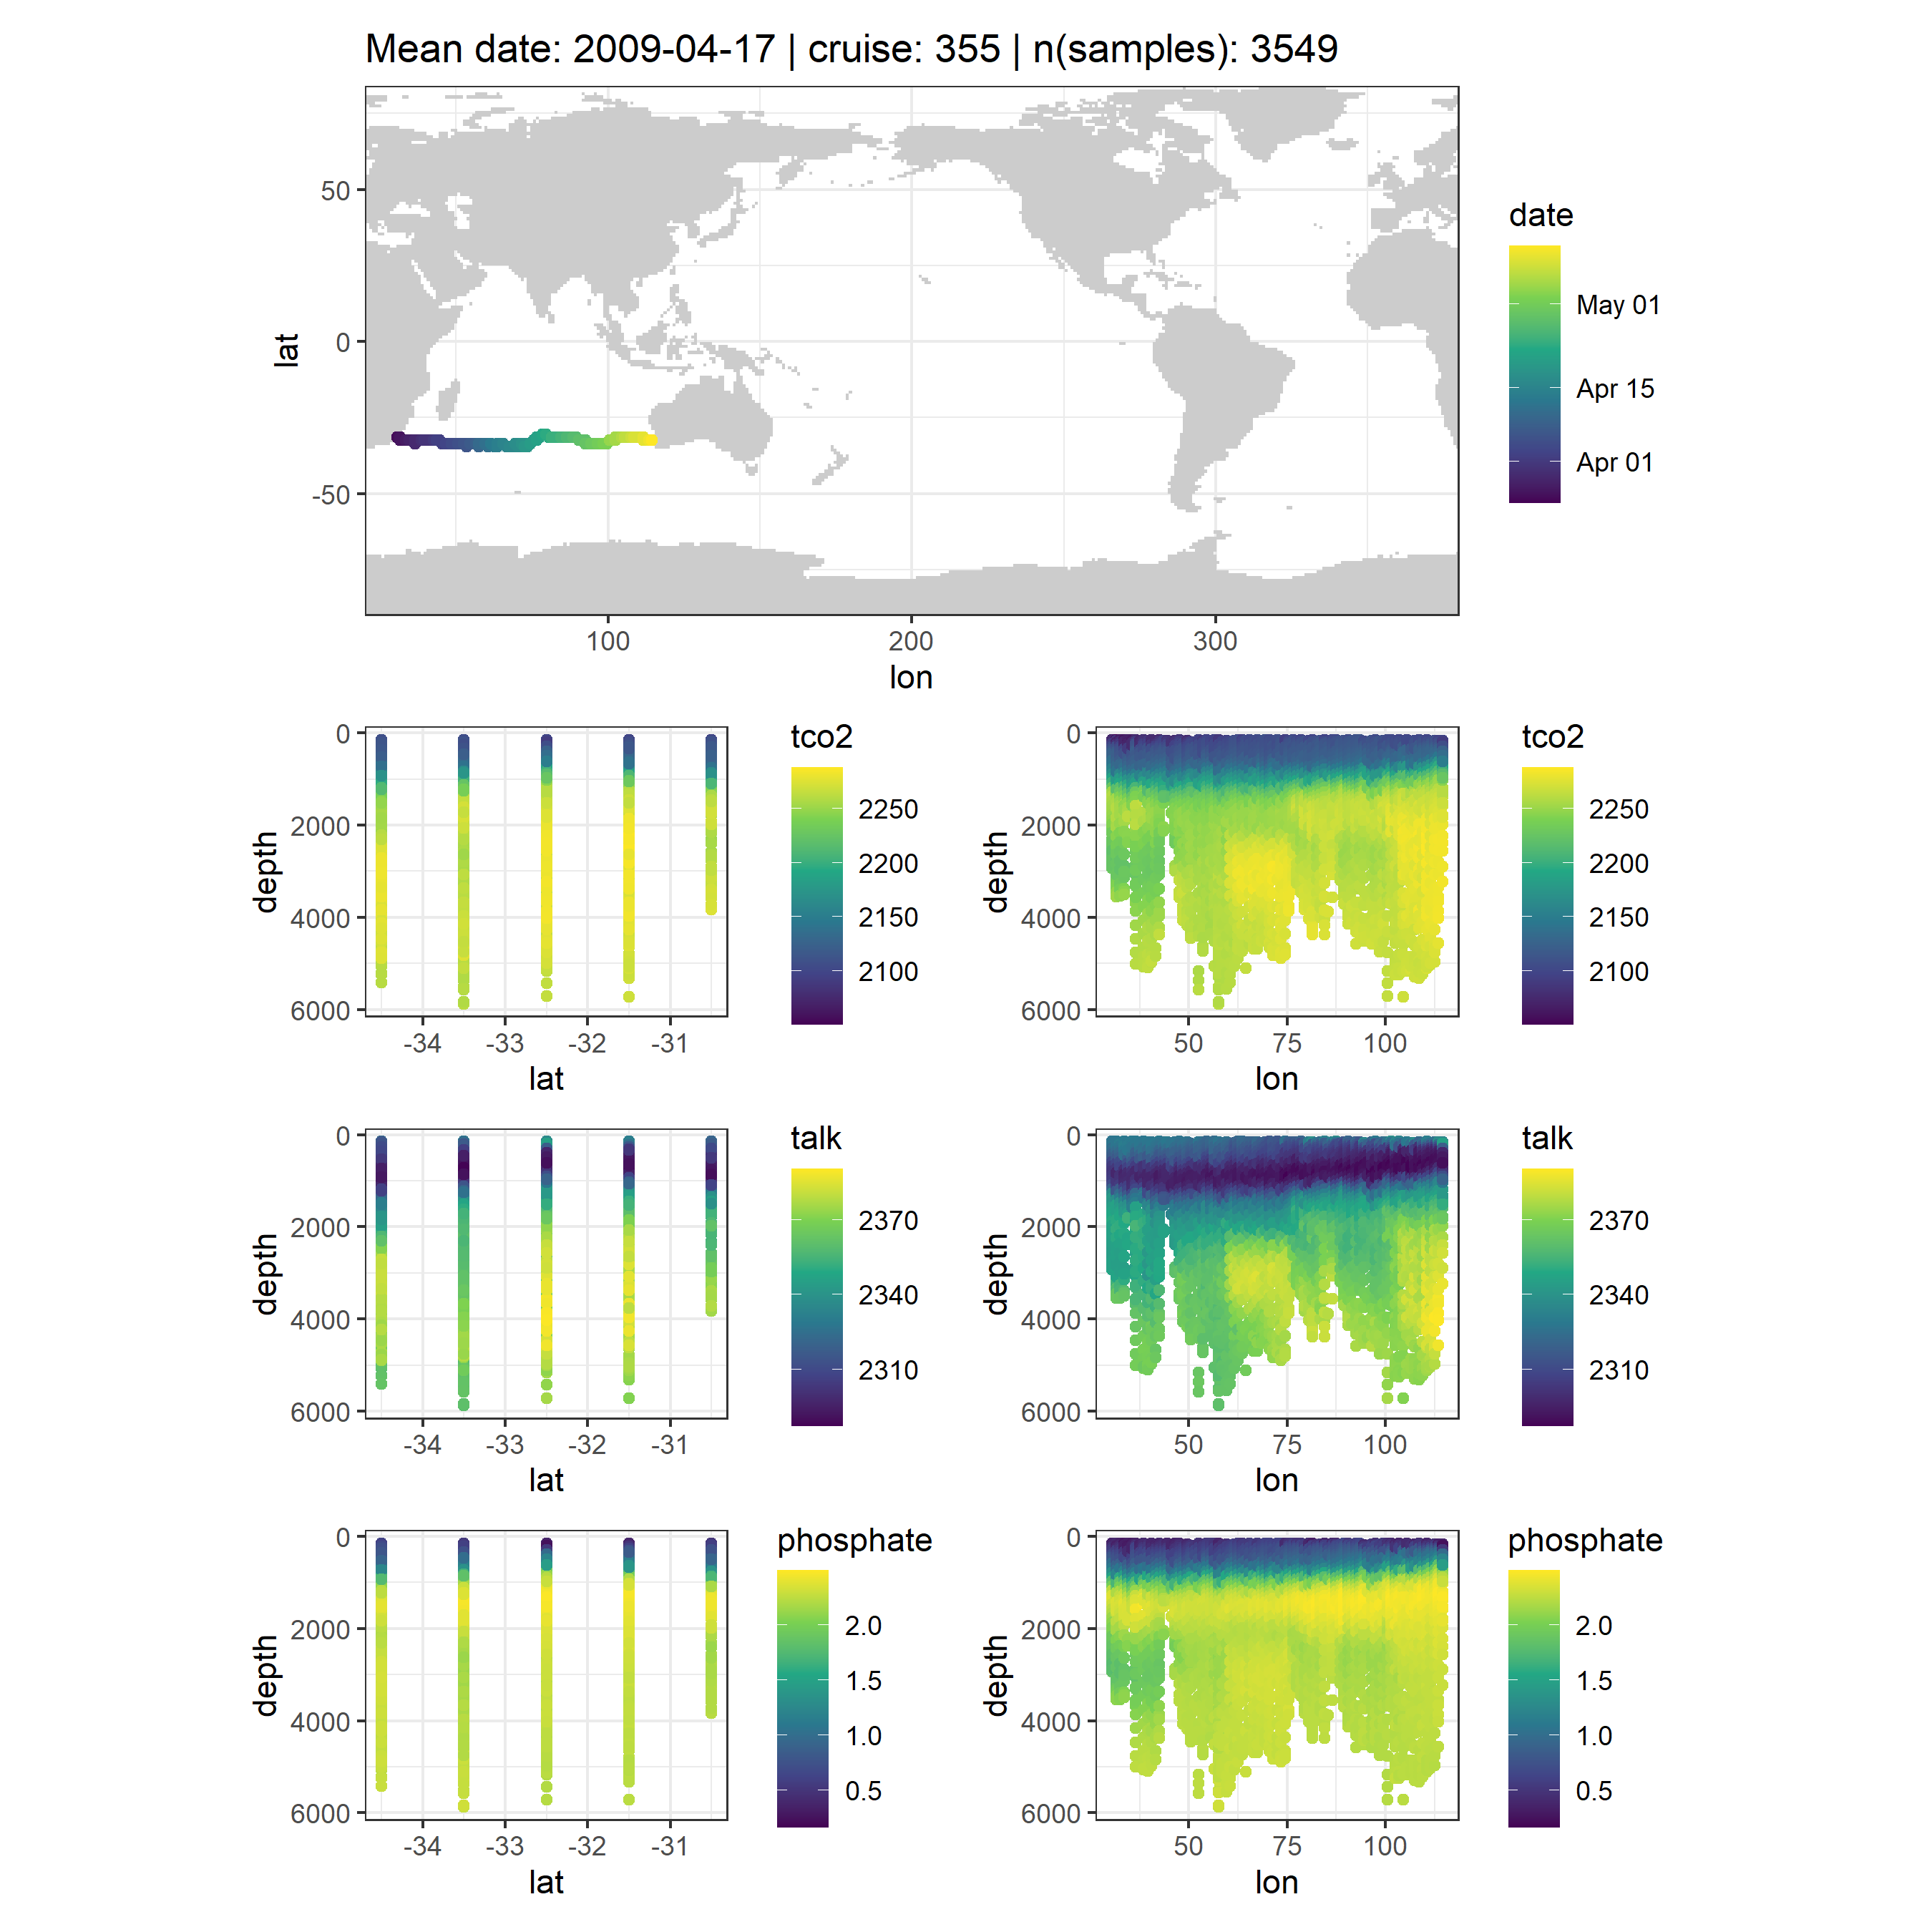 Mean date: 2009-04-17 | cruise: 355 | n(samples): 3549
lat
50
0
-50
100
200
300
lon
date
May 01
Apr 15
Apr 01
depth
0
2000
4000
6000
-34
-33
-32
-31
lat
tco2
2250
2200
2150
2100
depth
0
2000
4000
6000
50
75
100
lon
tco2
2250
2200
2150
2100
depth
0
2000
4000
6000
-34
-33
-32
-31
lat
talk
2370
2340
2310
depth
0
2000
4000
6000
50
75
100
lon
talk
2370
2340
2310
depth
0
2000
4000
6000
-34
-33
-32
-31
lat
phosphate
2.0
1.5
1.0
0.5
depth
0
2000
4000
6000
50
75
100
lon
phosphate
2.0
1.5
1.0
0.5